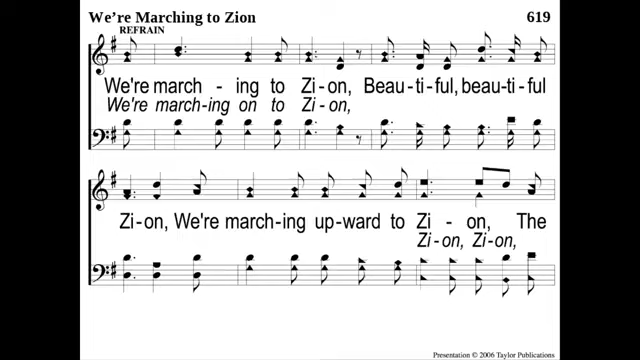 We're Marching to Zion 619
REFRAIN
We're march - ing to Zi-on, Beau-ti-ful, beau-ti-ful
We're march-ing on to Zi-on,
Zi-on, We're march-ing up-ward to Zi - on, The
Zi-on, Zi-on,
Presentation © 2006 Taylor Publications